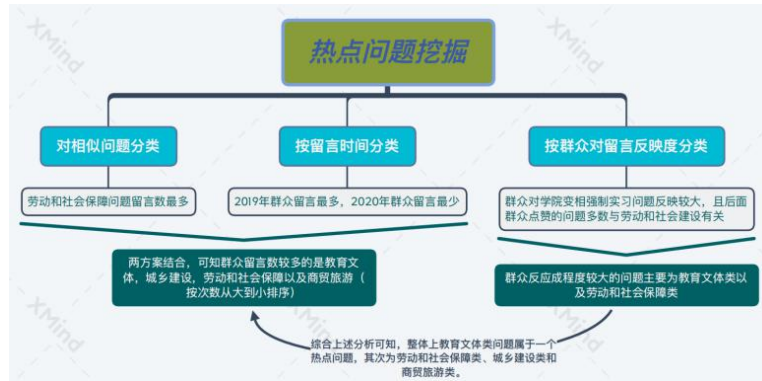 热点问题挖掘
对相似问题分类
按留言时间分类
按群众对留言反映度分类
劳动和社会保障问题留言数最多
2019年群众留言最多，2020年群众留言最少
群众对学院变相强制实习问题反映较大，且后面
群众点赞的问题多数与劳动和社会建设有关
两方案结合，可知群众留言数较多的是教育文
体，城乡建设，劳动和社会保障以及商贸旅游（
按次数从大到小排序）
群众反应成程度较大的问题主要为教育文体类以
及劳动和社会保障类
综合上述分析可知，整体上教育文体类问题属于一个
热点问题，其次为劳动和社会保障类、城乡建设类和
商贸旅游类。
XMind
XMind
XMind
XMind
XMind